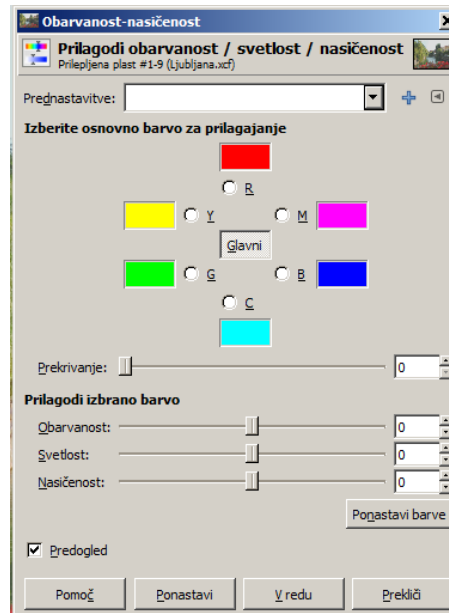 Obarvanost-nasičenost
Prilagodi obarvanost / svetlost / nasičenost
Prilepljena plast #1-9 (Ljubljana.xcf)
Prednastavitve:
Izberite osnovno barvo za prilagajanje
R
Y M
Glavni
G B
C
Prekrivanje: 0
Prilagodi izbrano barvo
Obarvanost: 0
Svetlost: 0
Nasičenost: 0
Ponastavi barve
Predogled
Pomoč Ponastavi V redu Prekliči